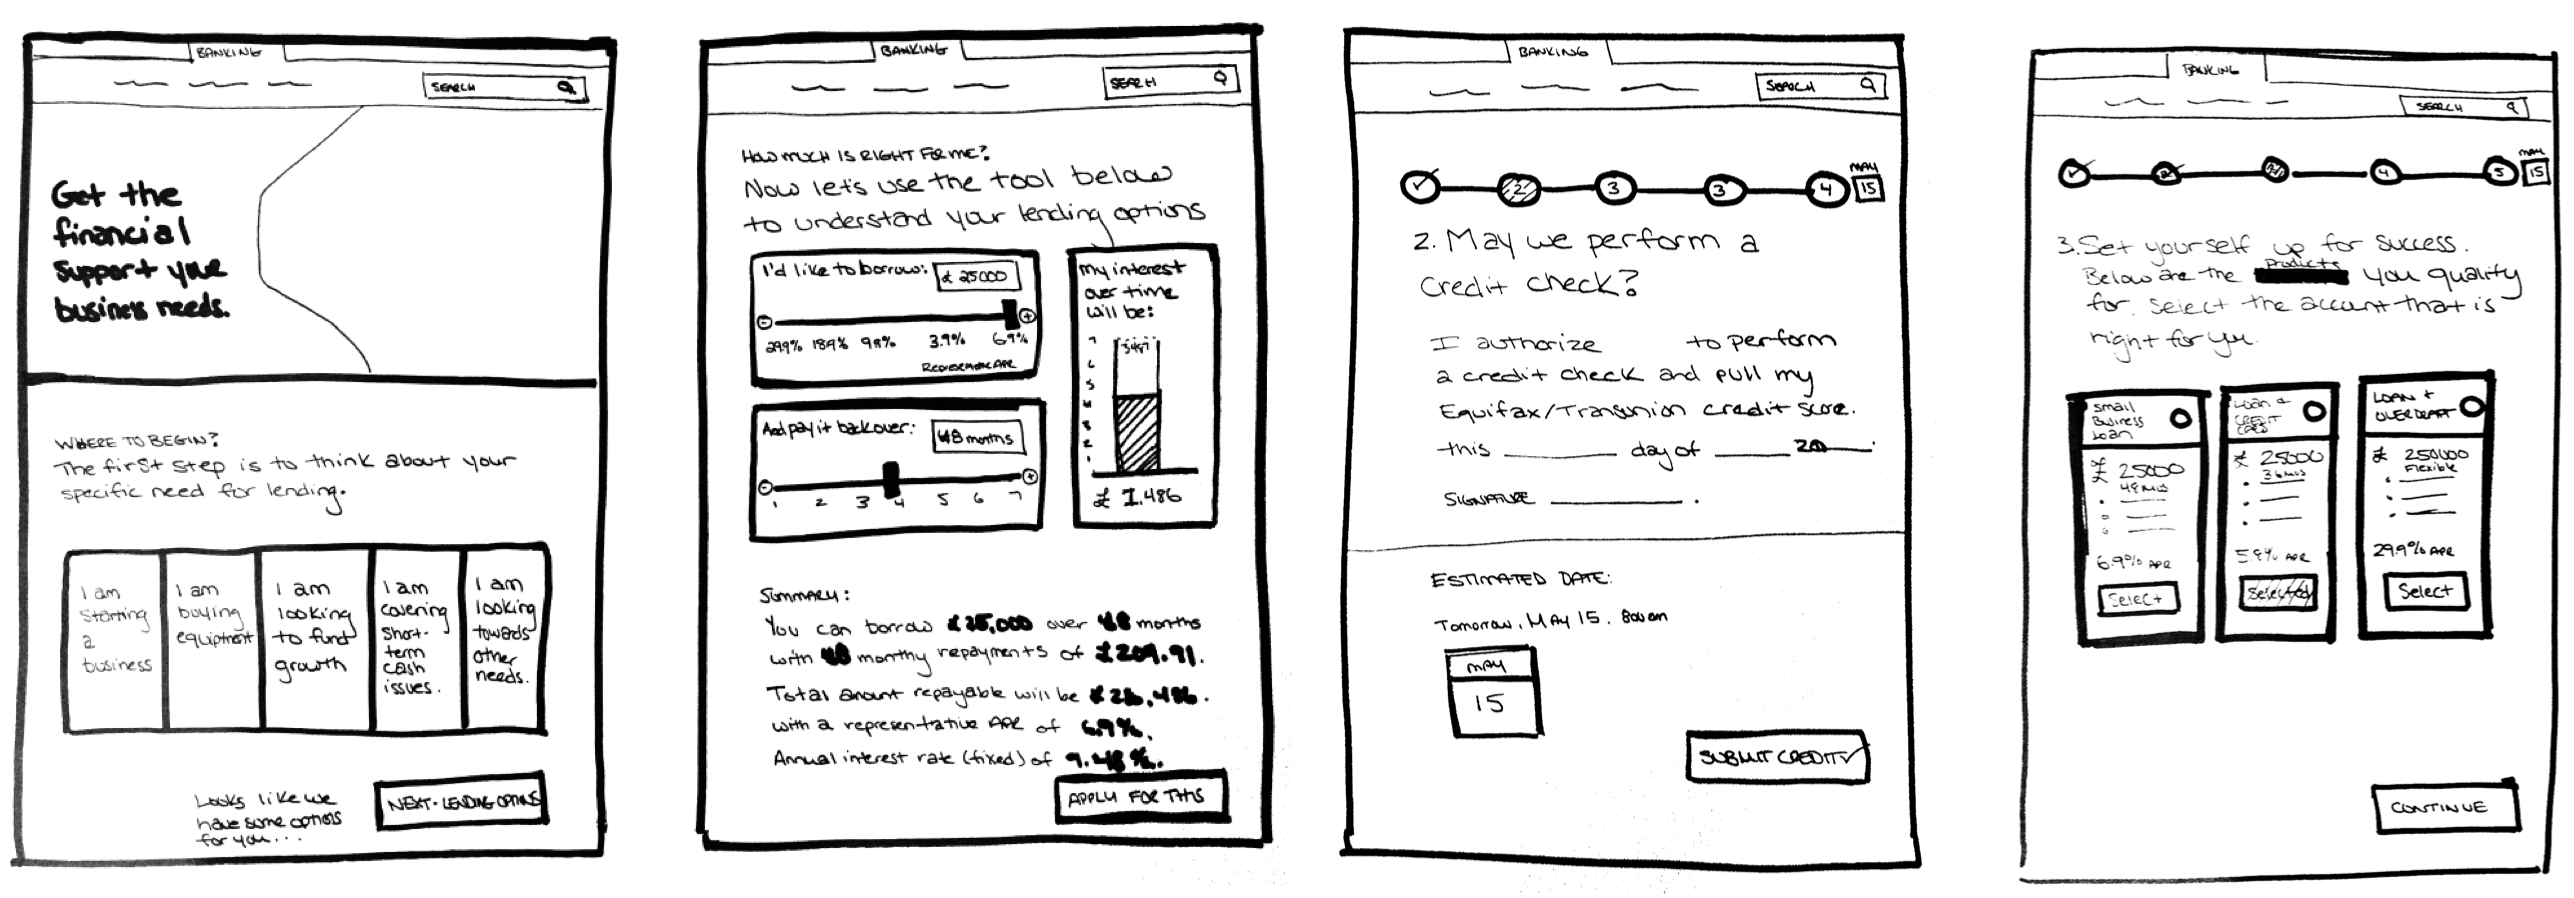 BANKING
SEARCH
Get the
financial
support your
business needs.
WHERE TO BEGIN?
The first step is to think about your
specific need for lending.
I am
starting
a
business
I am
buying
equiptment
I am
looking
to fund
growth
I am
covering
short-
term
cash
issues.
I am
looking
towards
other
needs.
Looks like we
have some options
for you...
NEXT - LENDING OPTIONS
BANKING
SEARCH
HOW MUCH IS RIGHT FOR ME?
Now let's use the tool below
to understand your lending options
I'd like to borrow: £ 25000
- +
29.9% 18.9% 9.9% 3.9% 6.9%
Representative APR
And pay it back over: 48 months
- +
1 2 3 4 5 6 7
my interest
over time
will be:
7
6
5
4
3
2
1
£ 1.486
SUMMARY:
You can borrow £25,000 over 48 months
with 48 monthy repayments of £209.91.
Total amount repayable will be £26,486.
with a representative APR of 6.9%.
Annual interest rate (fixed) of 9.48%.
APPLY FOR THIS
BANKING
SEARCH
2 3 3 4 MAY 15
2. May we perform a
credit check?
I authorize to perform
a credit check and pull my
Equifax/Transunion credit score.
this day of 20
SIGNATURE .
ESTIMATED DATE:
Tomorrow, MAY 15. 800am
MAY
15
SUBMIT CREDIT ✓
BANKING
SEARCH
2 4 5 MAY 15
3. Set yourself up for success.
Below are the products you qualify
for. Select the account that is
right for you.
Small
Business
Loan
£ 25000
48 MOS
6.9% APR
Select
Loan &
CREDIT
CARD
£ 25000
36 MOS
5.9% APR
Selected
LOAN +
OVERDRAFT
£ 250000
Flexible
29.9% APR
Select
CONTINUE